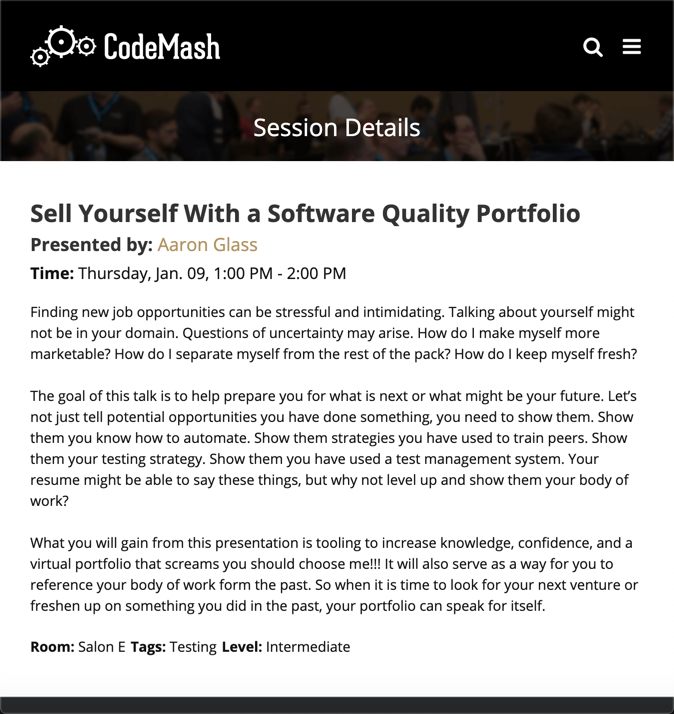 CodeMash
Session Details
Sell Yourself With a Software Quality Portfolio
Presented by: Aaron Glass
Time: Thursday, Jan. 09, 1:00 PM - 2:00 PM
Finding new job opportunities can be stressful and intimidating. Talking about yourself might
not be in your domain. Questions of uncertainty may arise. How do I make myself more
marketable? How do I separate myself from the rest of the pack? How do I keep myself fresh?
The goal of this talk is to help prepare you for what is next or what might be your future. Let’s
not just tell potential opportunities you have done something, you need to show them. Show
them you know how to automate. Show them strategies you have used to train peers. Show
them your testing strategy. Show them you have used a test management system. Your
resume might be able to say these things, but why not level up and show them your body of
work?
What you will gain from this presentation is tooling to increase knowledge, confidence, and a
virtual portfolio that screams you should choose me!!! It will also serve as a way for you to
reference your body of work form the past. So when it is time to look for your next venture or
freshen up on something you did in the past, your portfolio can speak for itself.
Room: Salon E Tags: Testing Level: Intermediate